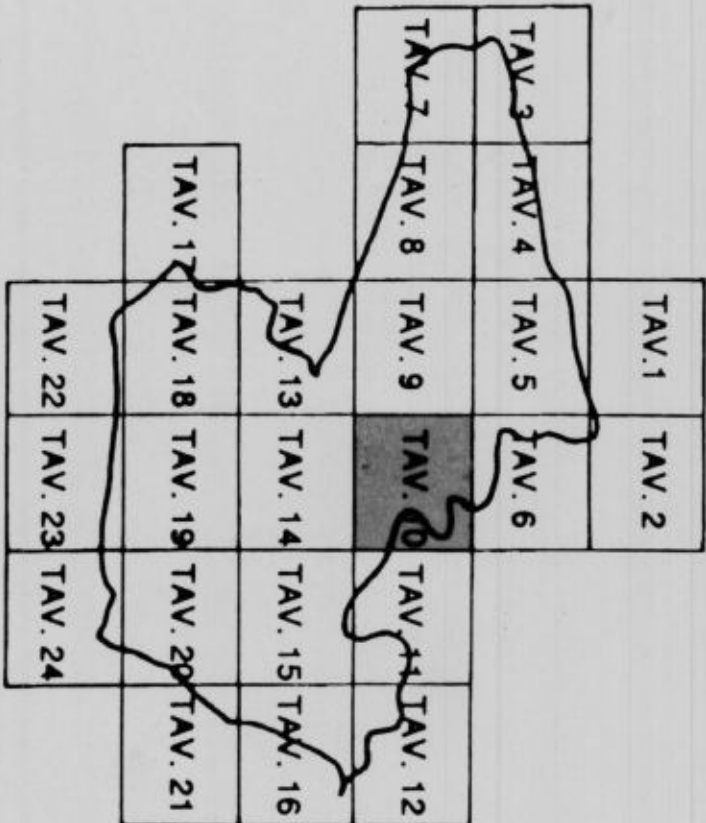 TAV.1 TAV. 2
TAV. 3 TAV. 4 TAV. 5 TAV. 6
TAV. 7 TAV. 8 TAV. 9 TAV. 10 TAV. 11 TAV. 12
TAV. 13 TAV. 14 TAV. 15 TAV. 16
TAV. 17 TAV. 18 TAV. 19 TAV. 20 TAV. 21
TAV. 22 TAV. 23 TAV. 24